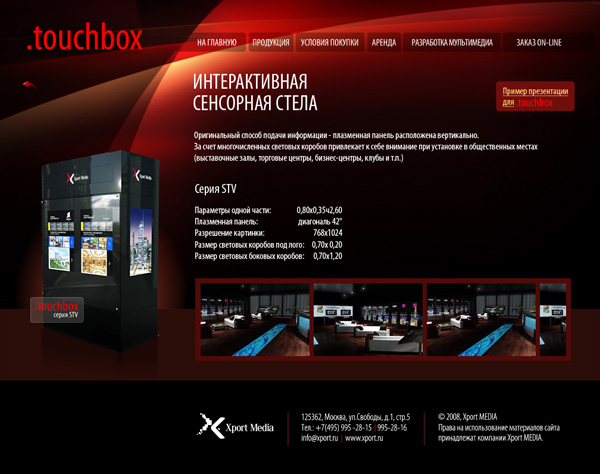 .touchbox
НА ГЛАВНУЮ ПРОДУКЦИЯ УСЛОВИЯ ПОКУПКИ АРЕНДА РАЗРАБОТКА МУЛЬТИМЕДИА ЗАКАЗ ON-LINE
ИНТЕРАКТИВНАЯ
СЕНСОРНАЯ СТЕЛА
Пример презентации
для .touchbox
Оригинальный способ подачи информации - плазменная панель расположена вертикально.
За счет многочисленных световых коробов привлекает к себе внимание при установке в общественных местах
(выставочные залы, торговые центры, бизнес-центры, клубы и т.п.)
Серия STV
Параметры одной части: 0,80х0,35ч2,60
Плазменная панель: диагональ 42"
Разрешение картинки: 768х1024
Размер световых коробов под лого: 0,70х 0,20
Размер световых боковых коробов: 0,70х1,20
Xport Media
.touchbox
серия STV
Xport Media
125362, Москва, ул.Свободы, д.1, стр.5
Тел.: +7(495) 995 -28-15 | 995-28-16
info@xport.ru | www.xport.ru
© 2008, Xport MEDIA
Права на использование материалов сайта
принадлежат компании Xport MEDIA.